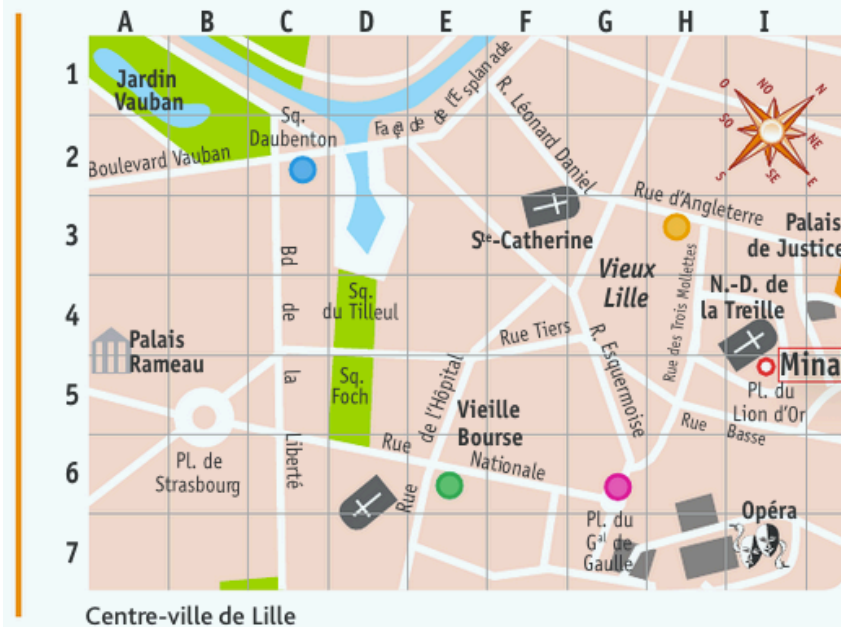 A B C D E F G H I
1
2
3
4
5
6
7
Jardin
Vauban
Sq.
Daubenton
Façade de l'Esplanade
R. Léonard Daniel
O
NO
N
SO
NE
S
SE
E
Boulevard Vauban
Rue d'Angleterre
Ste-Catherine
Palais
de Justice
Bd de la Liberté
Vieux
Lille
Rue des Trois Mollettes
N.-D. de
la Treille
Sq.
du Tilleul
Rue Tiers
R. Esquermoise
Palais
Rameau
Mina
Sq.
Foch
Rue de l'Hôpital
Pl. du
Lion d'Or
Vieille
Bourse
Rue Basse
Rue Nationale
Pl. de
Strasbourg
Opéra
Pl. du
Gal de
Gaulle
Centre-ville de Lille